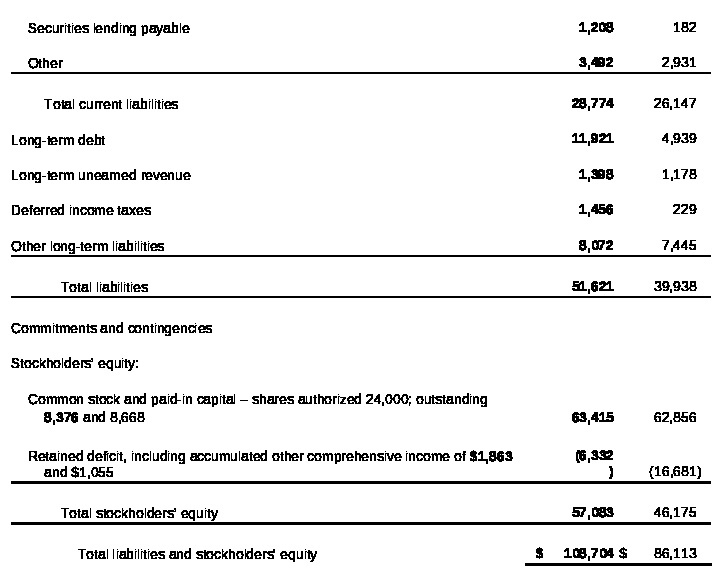 Securities lending payable 1,208 182
Other 3,492 2,931
Total current liabilities 28,774 26,147
Long-term debt 11,921 4,939
Long-term unearned revenue 1,398 1,178
Deferred income taxes 1,456 229
Other long-term liabilities 8,072 7,445
Total liabilities 51,621 39,938
Commitments and contingencies
Stockholders' equity:
Common stock and paid-in capital – shares authorized 24,000; outstanding
8,376 and 8,668 63,415 62,856
Retained deficit, including accumulated other comprehensive income of $1,863 (6,332
and $1,055 ) (16,681)
Total stockholders' equity 57,083 46,175
Total liabilities and stockholders' equity $ 108,704 $ 86,113